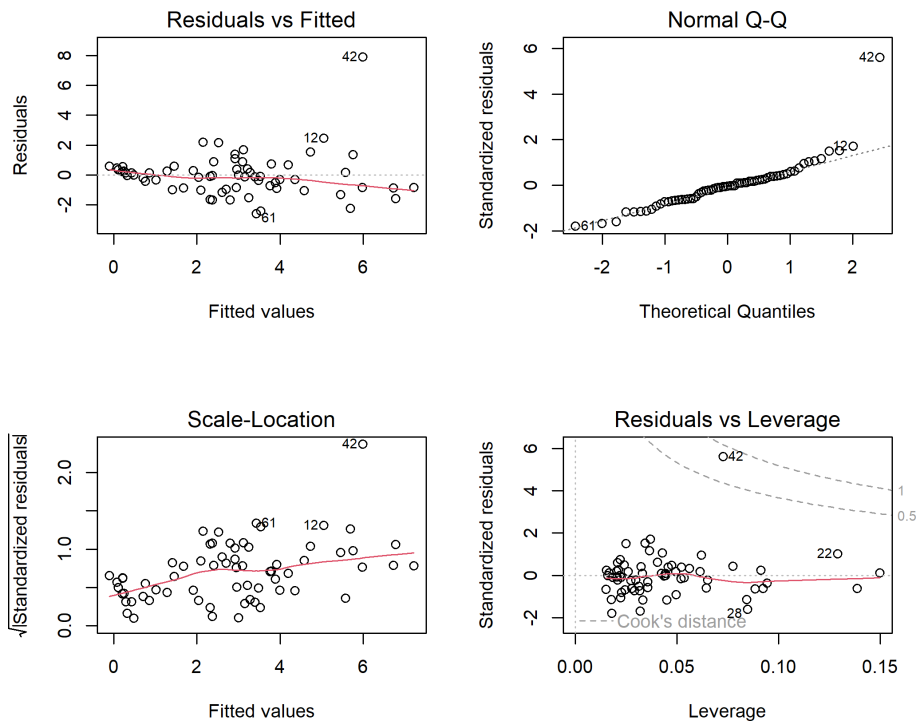 Residuals vs Fitted
Residuals
8
6
4
2
0
-2
42
12
61
0 2 4 6
Fitted values
Normal Q-Q
Standardized residuals
6
4
2
0
-2
42
12
61
-2 -1 0 1 2
Theoretical Quantiles
Scale-Location
√|Standardized residuals|
2.0
1.0
0.0
42
61
12
0 2 4 6
Fitted values
Residuals vs Leverage
Standardized residuals
6
4
2
0
-2
42
1
0.5
22
28
Cook's distance
0.00 0.05 0.10 0.15
Leverage